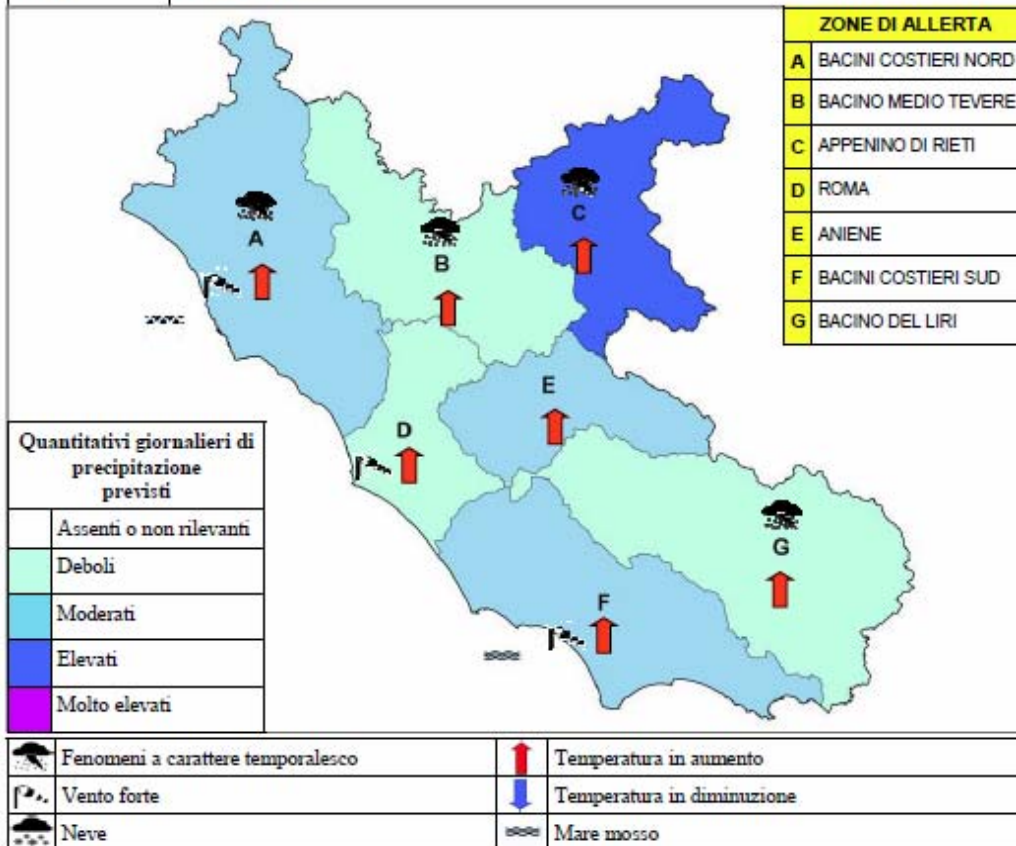 ZONE DI ALLERTA
A BACINI COSTIERI NORD
B BACINO MEDIO TEVERE
C APPENINO DI RIETI
D ROMA
E ANIENE
F BACINI COSTIERI SUD
G BACINO DEL LIRI
A
B
C
D
E
F
G
Quantitativi giornalieri di
precipitazione
previsti
Assenti o non rilevanti
Deboli
Moderati
Elevati
Molto elevati
Fenomeni a carattere temporalesco
Temperatura in aumento
Vento forte
Temperatura in diminuzione
Neve
Mare mosso